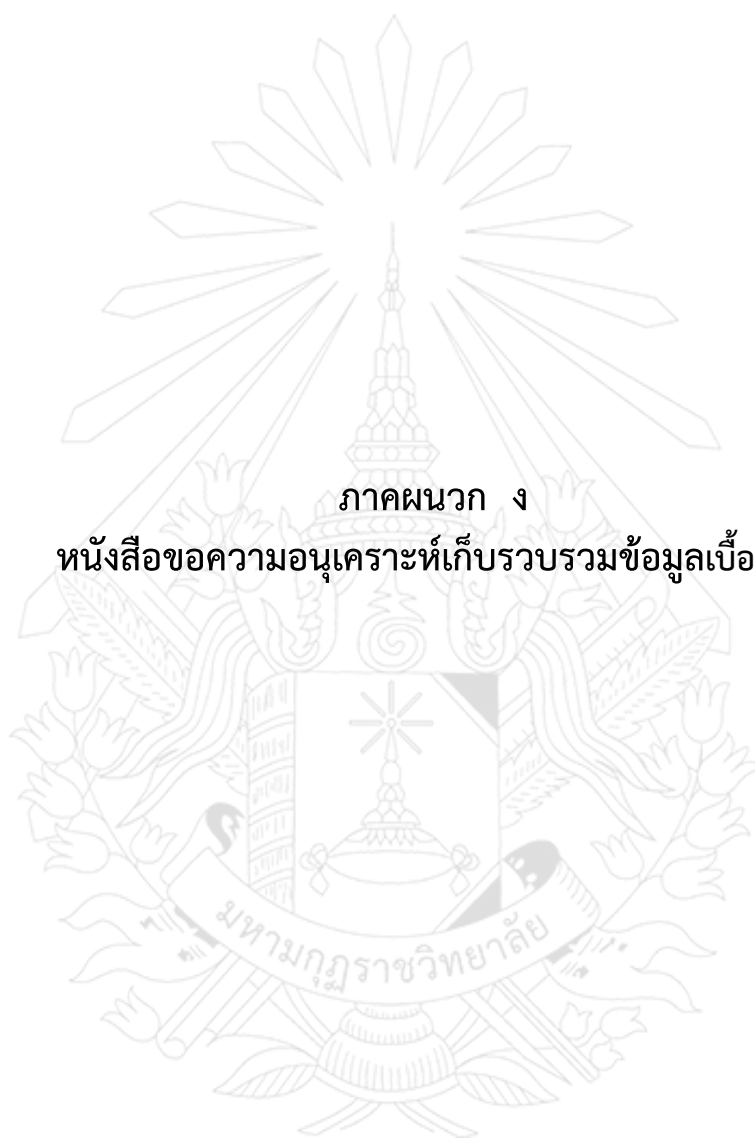 ภาคผนวก ง
หนังสือขอความอนุเคราะห์เก็บรวบรวมข้อมูลเบื้อ
มหามกุฏราชวิทยาลัย